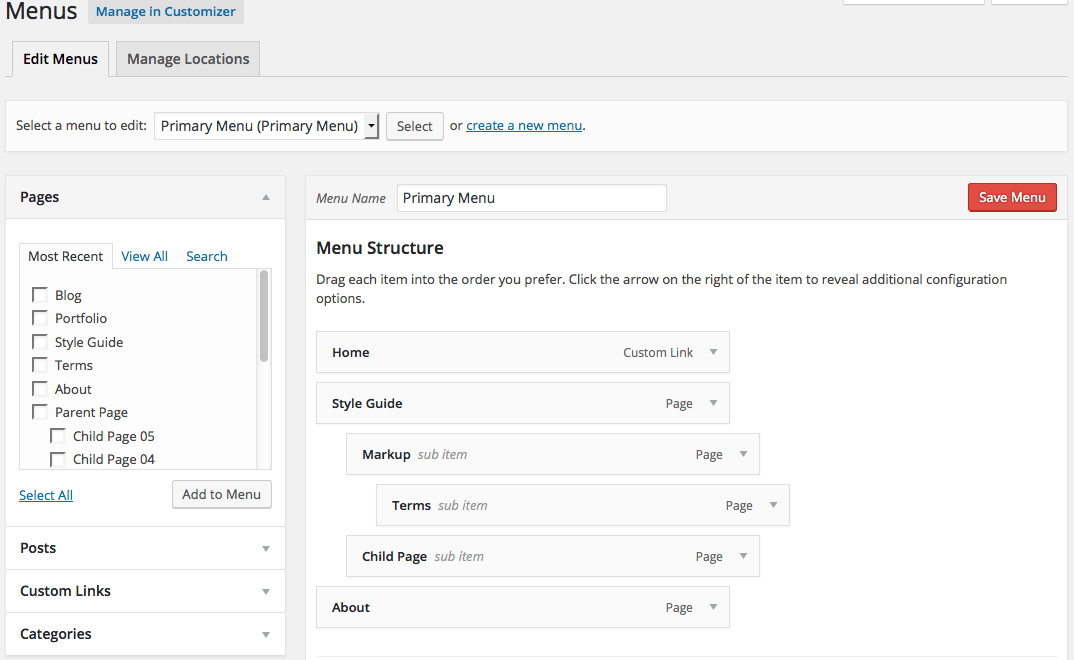 Menus Manage in Customizer
Edit Menus Manage Locations
Select a menu to edit: Primary Menu (Primary Menu) Select or create a new menu.
Pages
Most Recent View All Search
Blog
Portfolio
Style Guide
Terms
About
Parent Page
Child Page 05
Child Page 04
Select All Add to Menu
Posts
Custom Links
Categories
Menu Name Primary Menu Save Menu
Menu Structure
Drag each item into the order you prefer. Click the arrow on the right of the item to reveal additional configuration
options.
Home Custom Link
Style Guide Page
Markup sub item Page
Terms sub item Page
Child Page sub item Page
About Page